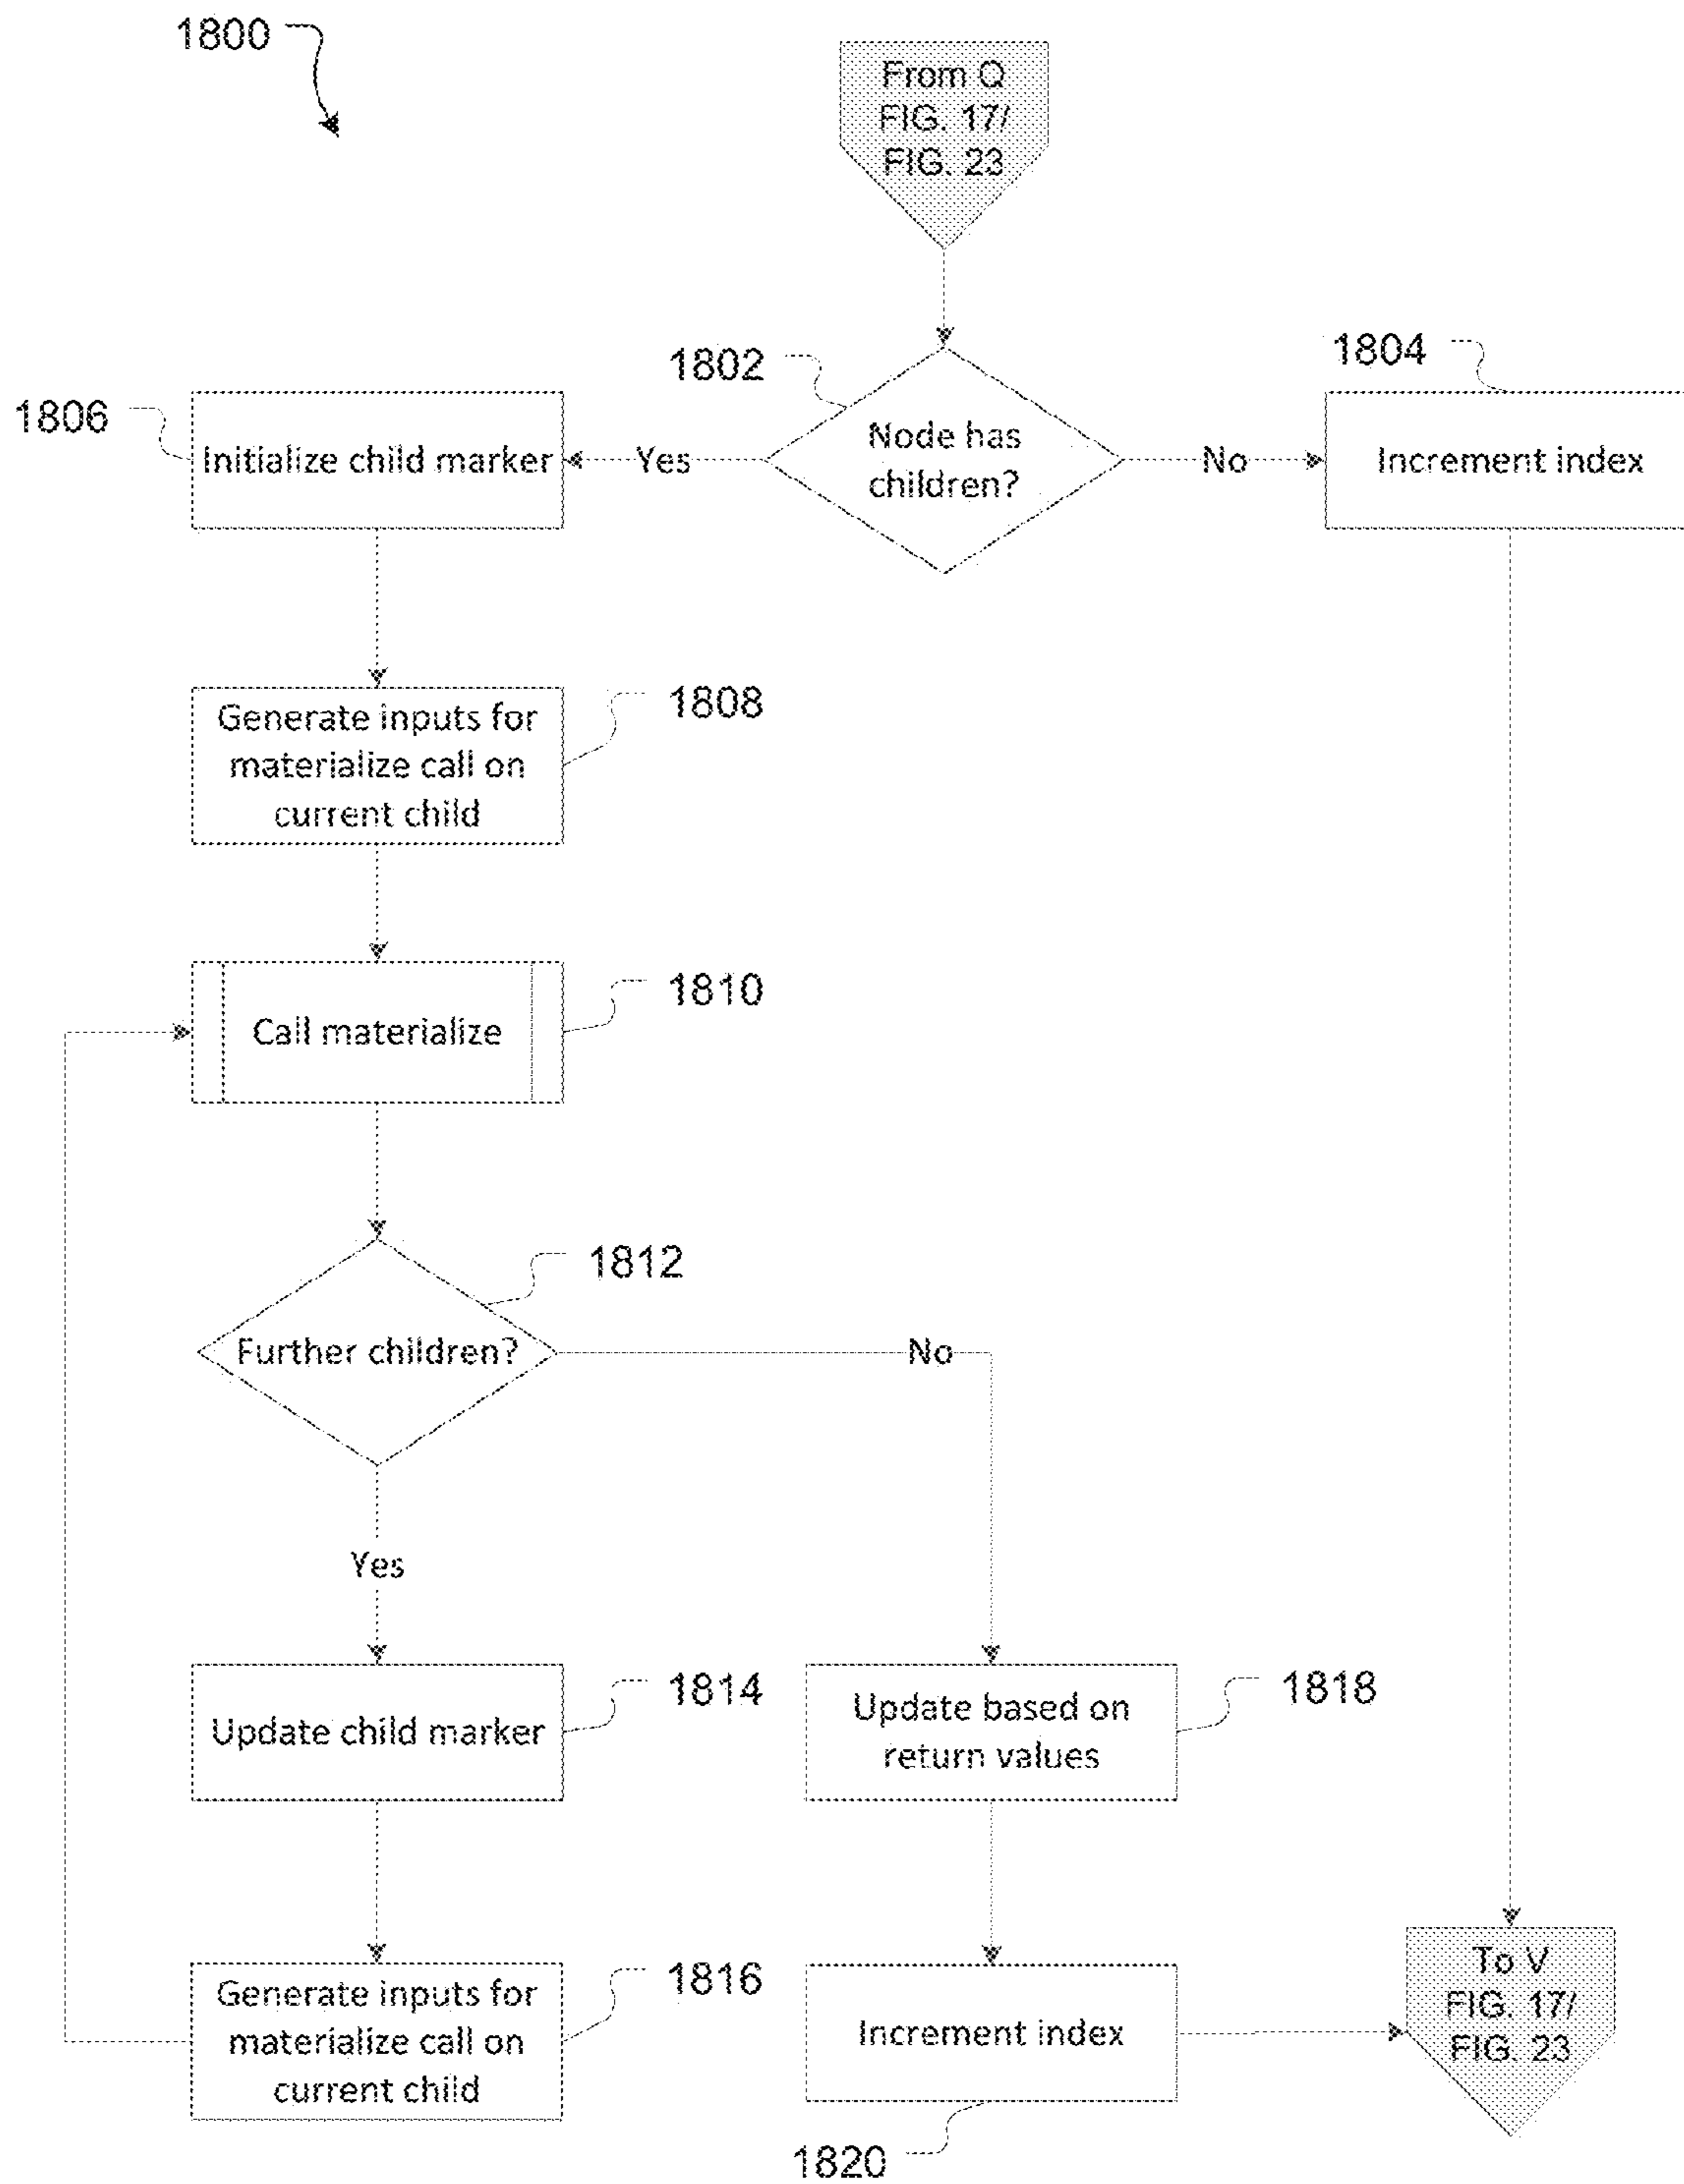 1800
From Q
FIG. 17/
FIG. 23
1802
1804
1806
Initialize child marker
Yes
Node has
children?
No
Increment index
Generate inputs for
materialize call on
current child
1808
Call materialize
1810
1812
Further children?
No
Yes
1814
Update child marker
Update based on
return values
1818
Generate inputs for
materialize call on
current child
1816
Increment index
1820
To V
FIG. 17/
FIG. 23